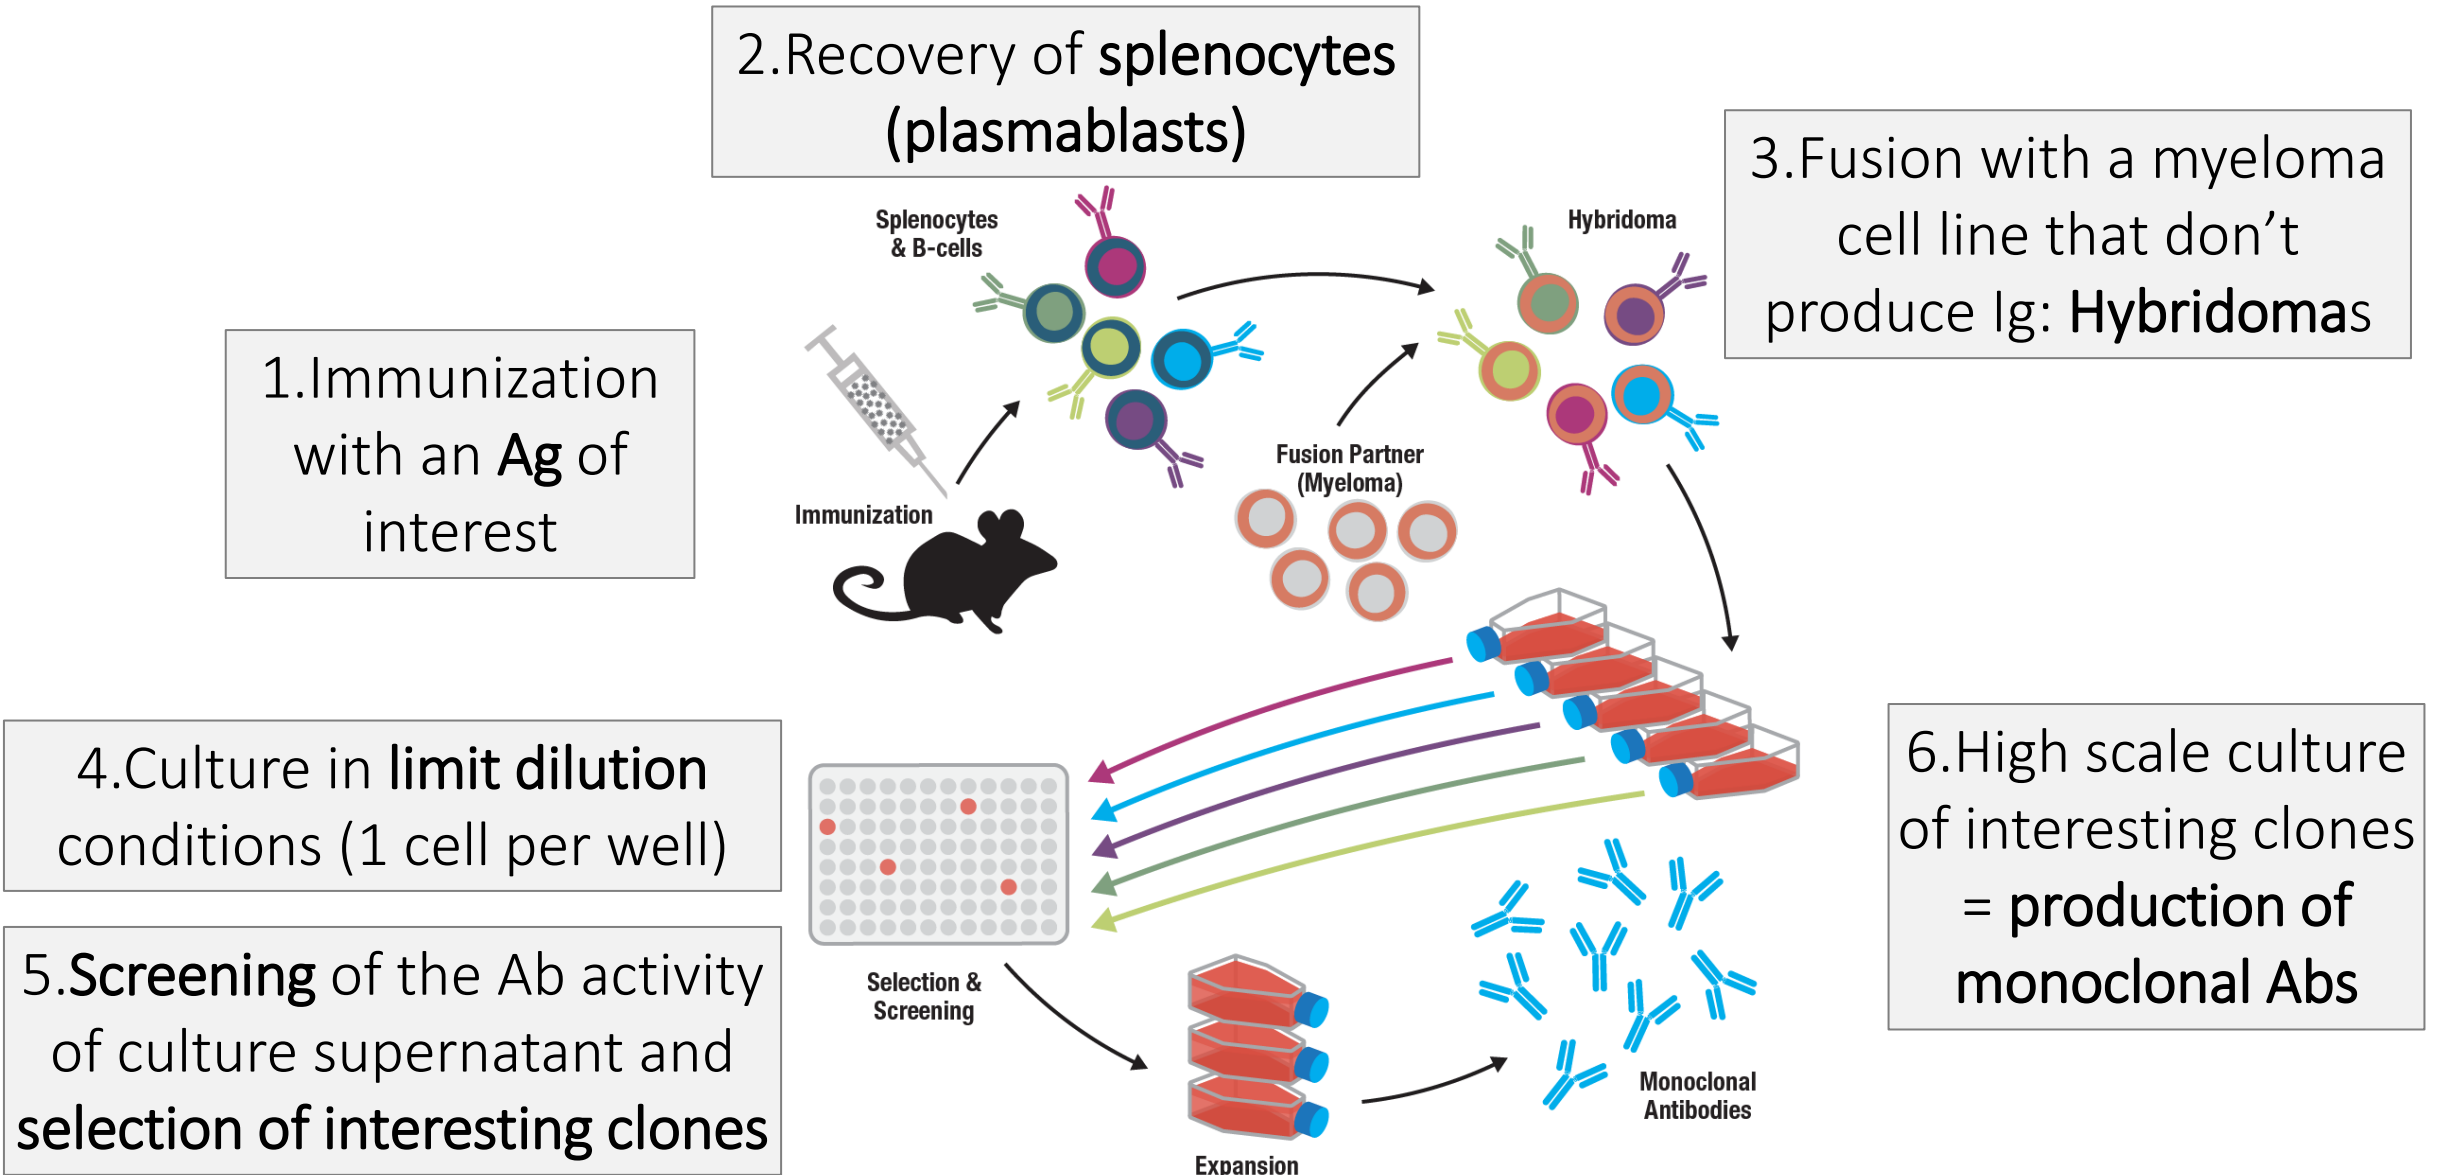 2.Recovery of splenocytes
(plasmablasts)
3.Fusion with a myeloma
cell line that don’t
produce Ig: Hybridomas
1.Immunization
with an Ag of
interest
Splenocytes
& B-cells
Hybridoma
Immunization
Fusion Partner
(Myeloma)
4.Culture in limit dilution
conditions (1 cell per well)
5.Screening of the Ab activity
of culture supernatant and
selection of interesting clones
Selection &
Screening
Expansion
Monoclonal
Antibodies
6.High scale culture
of interesting clones
= production of
monoclonal Abs